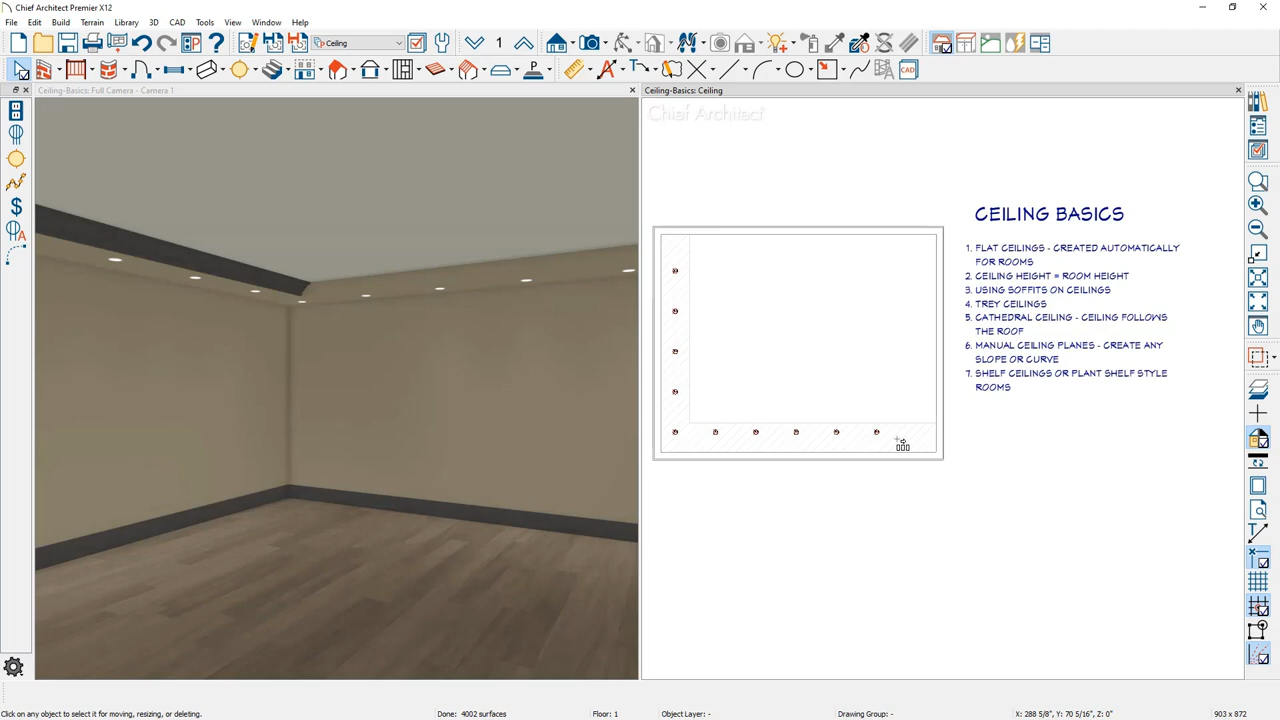 Chief Architect Premier X12
File Edit Build Terrain Library 3D CAD Tools View Window Help
Ceiling
1
P
A
CAD
Ceiling-Basics: Full Camera - Camera 1
Ceiling-Basics: Ceiling
Chief Architect
CEILING BASICS
1. FLAT CEILINGS - CREATED AUTOMATICALLY
FOR ROOMS
2. CEILING HEIGHT = ROOM HEIGHT
3. USING SOFFITS ON CEILINGS
4. TREY CEILINGS
5. CATHEDRAL CEILING - CEILING FOLLOWS
THE ROOF
6. MANUAL CEILING PLANES - CREATE ANY
SLOPE OR CURVE
7. SHELF CEILINGS OR PLANT SHELF STYLE
ROOMS
Click on any object to select it for moving, resizing, or deleting.
Done: 4002 surfaces
Floor: 1
Object Layer: -
Drawing Group: -
X: 288 5/8", Y: 70 5/16", Z: 0"
903 x 872